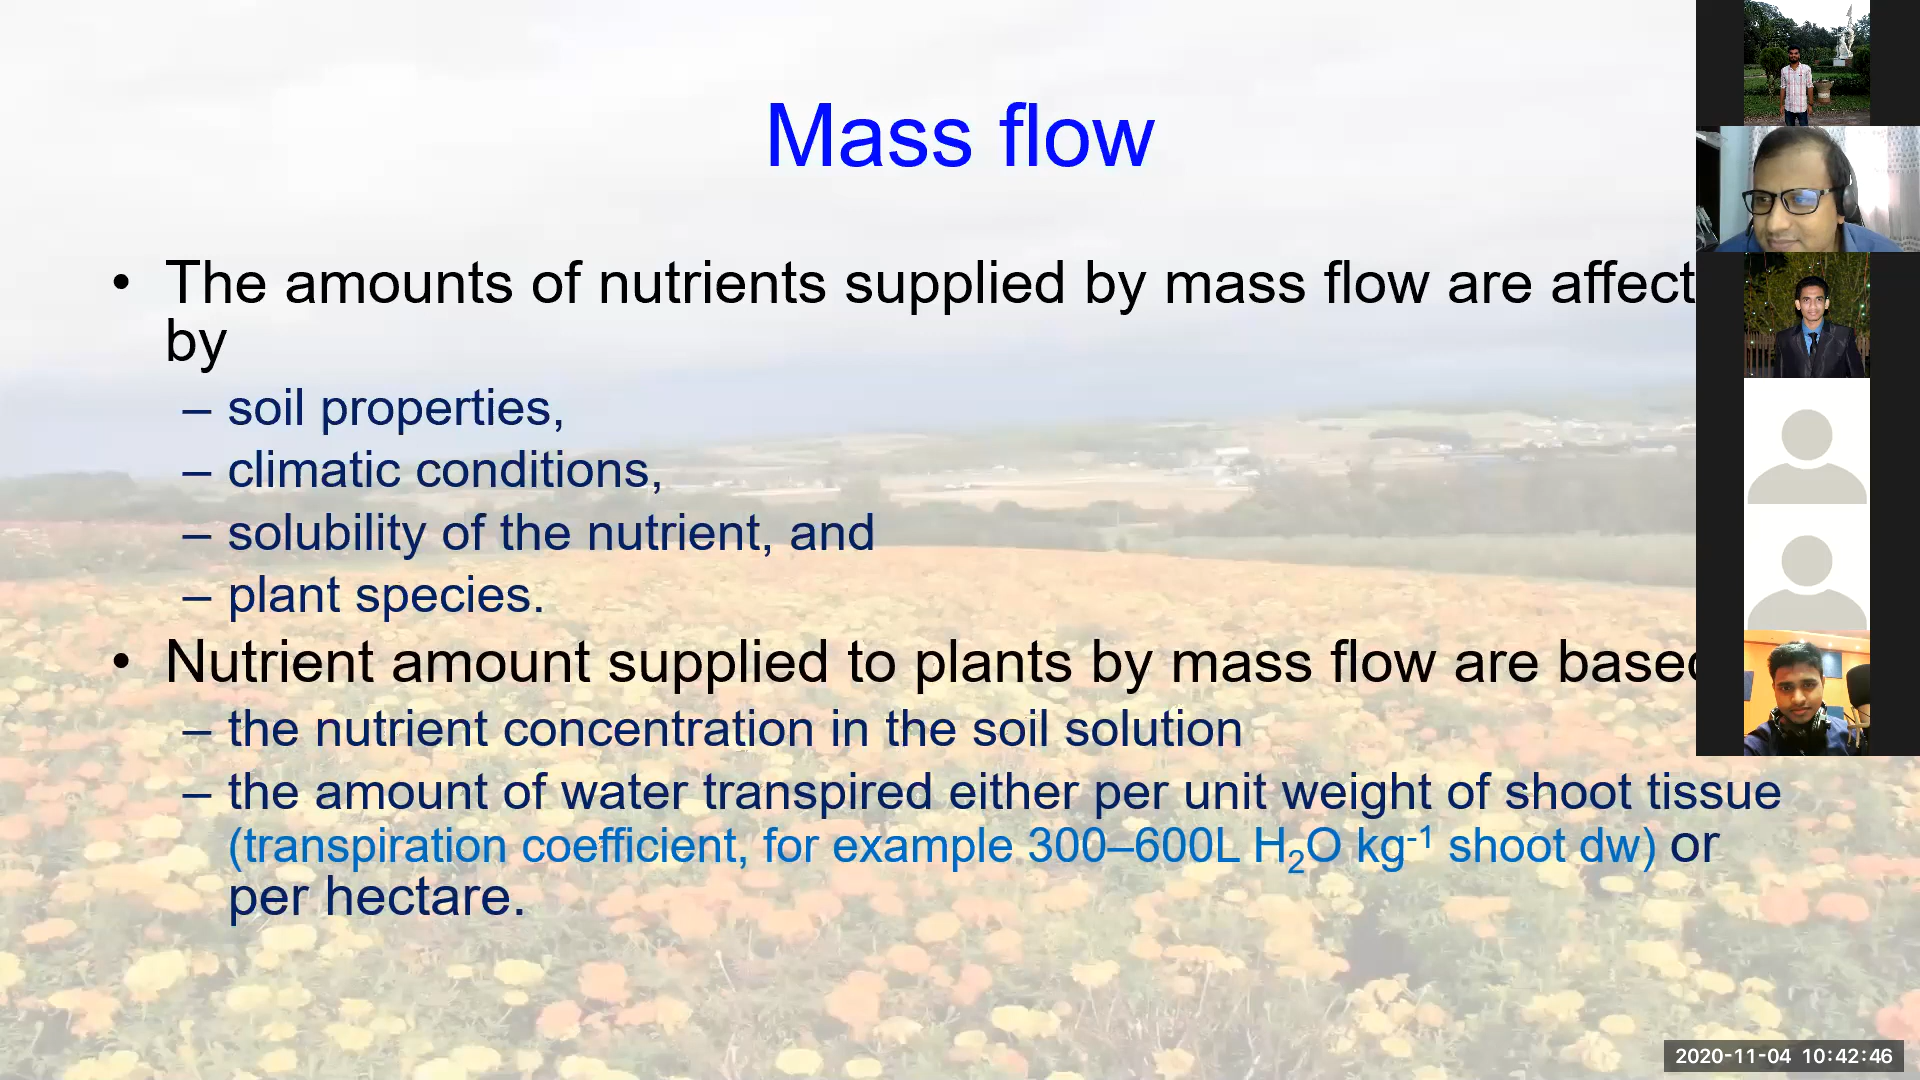 Mass flow
• The amounts of nutrients supplied by mass flow are affect
by
– soil properties,
– climatic conditions,
– solubility of the nutrient, and
– plant species.
• Nutrient amount supplied to plants by mass flow are based
– the nutrient concentration in the soil solution
– the amount of water transpired either per unit weight of shoot tissue
(transpiration coefficient, for example 300–600L H₂O kg⁻¹ shoot dw) or
per hectare.
2020-11-04 10:42:46